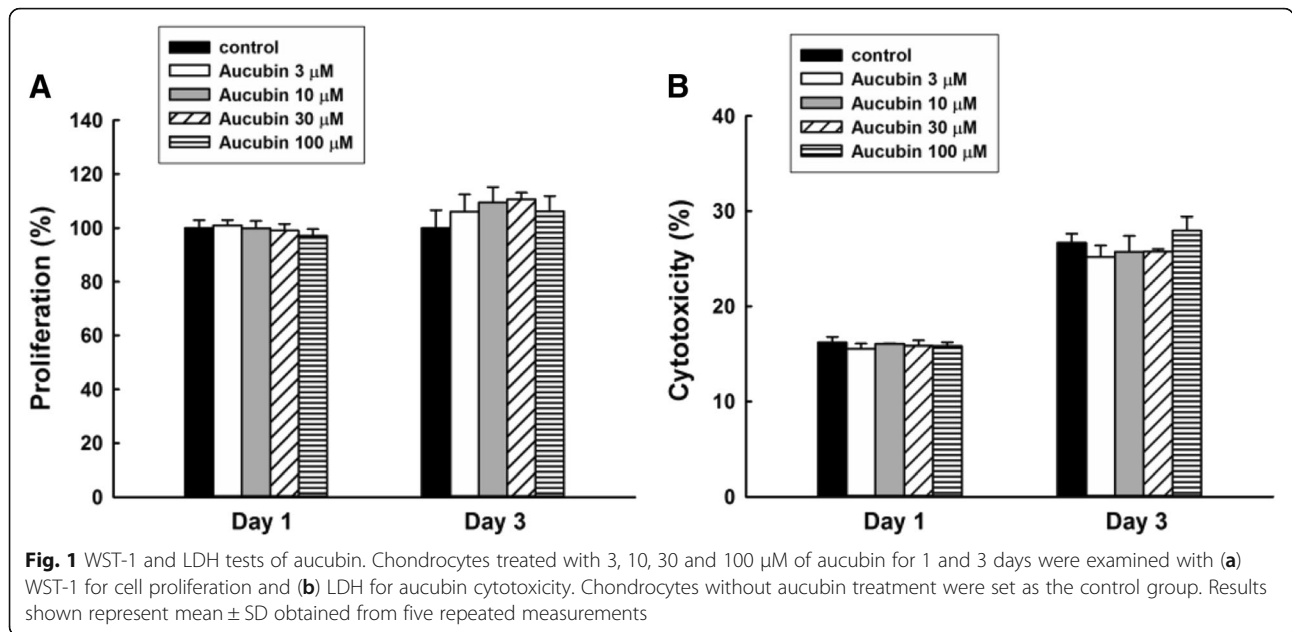 A
control
Aucubin 3 μM
Aucubin 10 μM
Aucubin 30 μM
Aucubin 100 μM
Proliferation (%)
140
120
100
80
60
40
20
0
Day 1 Day 3
B
control
Aucubin 3 μM
Aucubin 10 μM
Aucubin 30 μM
Aucubin 100 μM
Cytotoxicity (%)
40
30
20
10
0
Day 1 Day 3
Fig. 1 WST-1 and LDH tests of aucubin. Chondrocytes treated with 3, 10, 30 and 100 μM of aucubin for 1 and 3 days were examined with (a)
WST-1 for cell proliferation and (b) LDH for aucubin cytotoxicity. Chondrocytes without aucubin treatment were set as the control group. Results
shown represent mean ± SD obtained from five repeated measurements